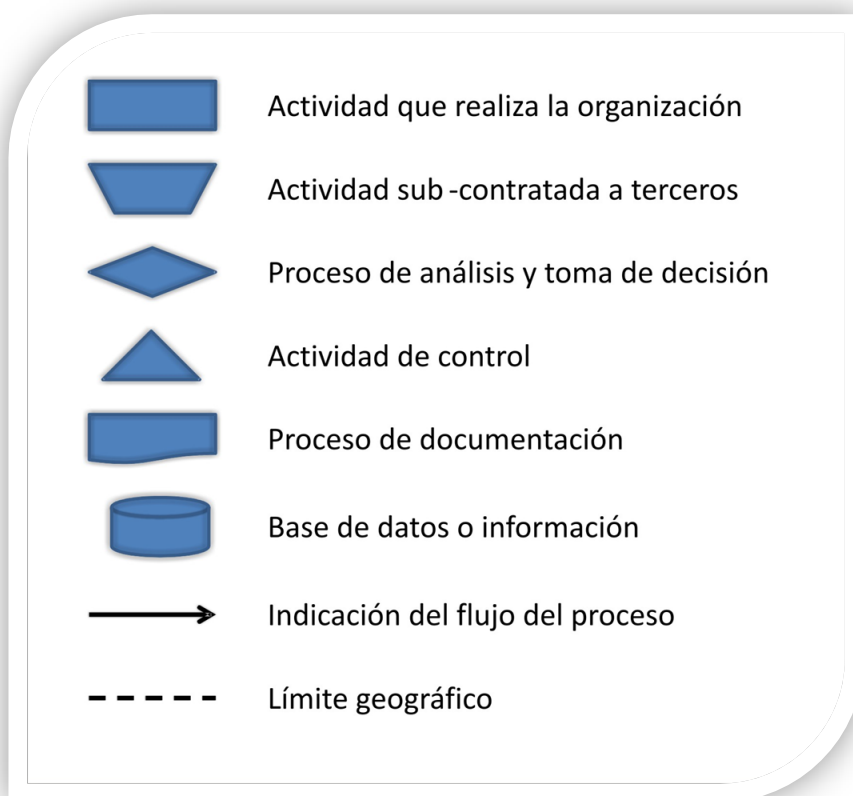 Actividad que realiza la organización
Actividad sub-contratada a terceros
Proceso de análisis y toma de decisión
Actividad de control
Proceso de documentación
Base de datos o información
Indicación del flujo del proceso
Límite geográfico